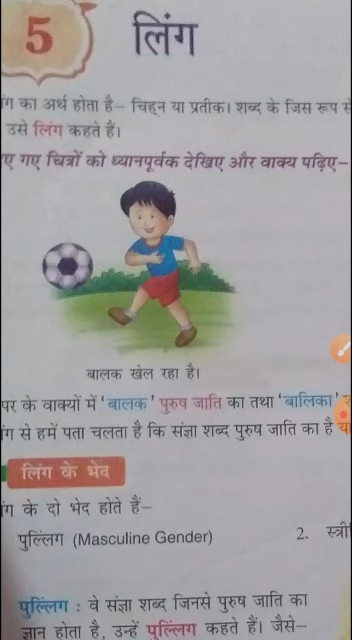 5
लिंग
का अर्थ होता है– चिह्न या प्रतीक। शब्द के जिस रूप
उसे लिंग कहते हैं।
गए चित्रों को ध्यानपूर्वक देखिए और वाक्य पढ़िए–
बालक खेल रहा है।
के वाक्यों में 'बालक' पुरुष जाति का तथा 'बालिका'
से हमें पता चलता है कि संज्ञा शब्द पुरुष जाति का है
लिंग के भेद
के दो भेद होते हैं–
पुल्लिंग (Masculine Gender)
2.
पुल्लिंग : वे संज्ञा शब्द जिनसे पुरुष जाति का
ज्ञान होता है, उन्हें पुल्लिंग कहते हैं। जैसे–